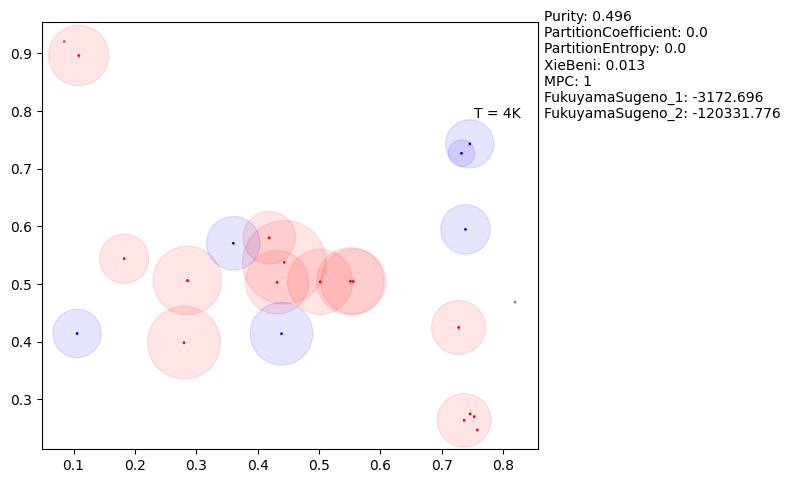 Purity: 0.496
PartitionCoefficient: 0.0
PartitionEntropy: 0.0
XieBeni: 0.013
MPC: 1
FukuyamaSugeno_1: -3172.696
FukuyamaSugeno_2: -120331.776
T = 4K
0.9
0.8
0.7
0.6
0.5
0.4
0.3
0.1 0.2 0.3 0.4 0.5 0.6 0.7 0.8